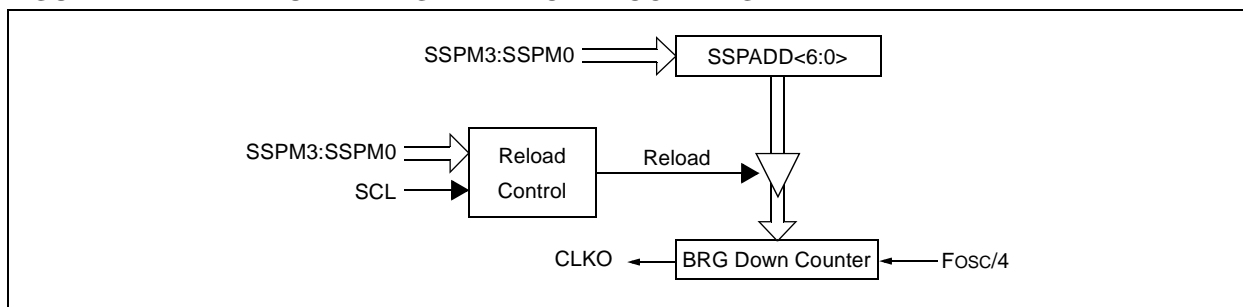 SSPM3:SSPM0
SSPADD<6:0>
SSPM3:SSPM0
Reload
Control
Reload
SCL
CLKO
BRG Down Counter
FOSC/4